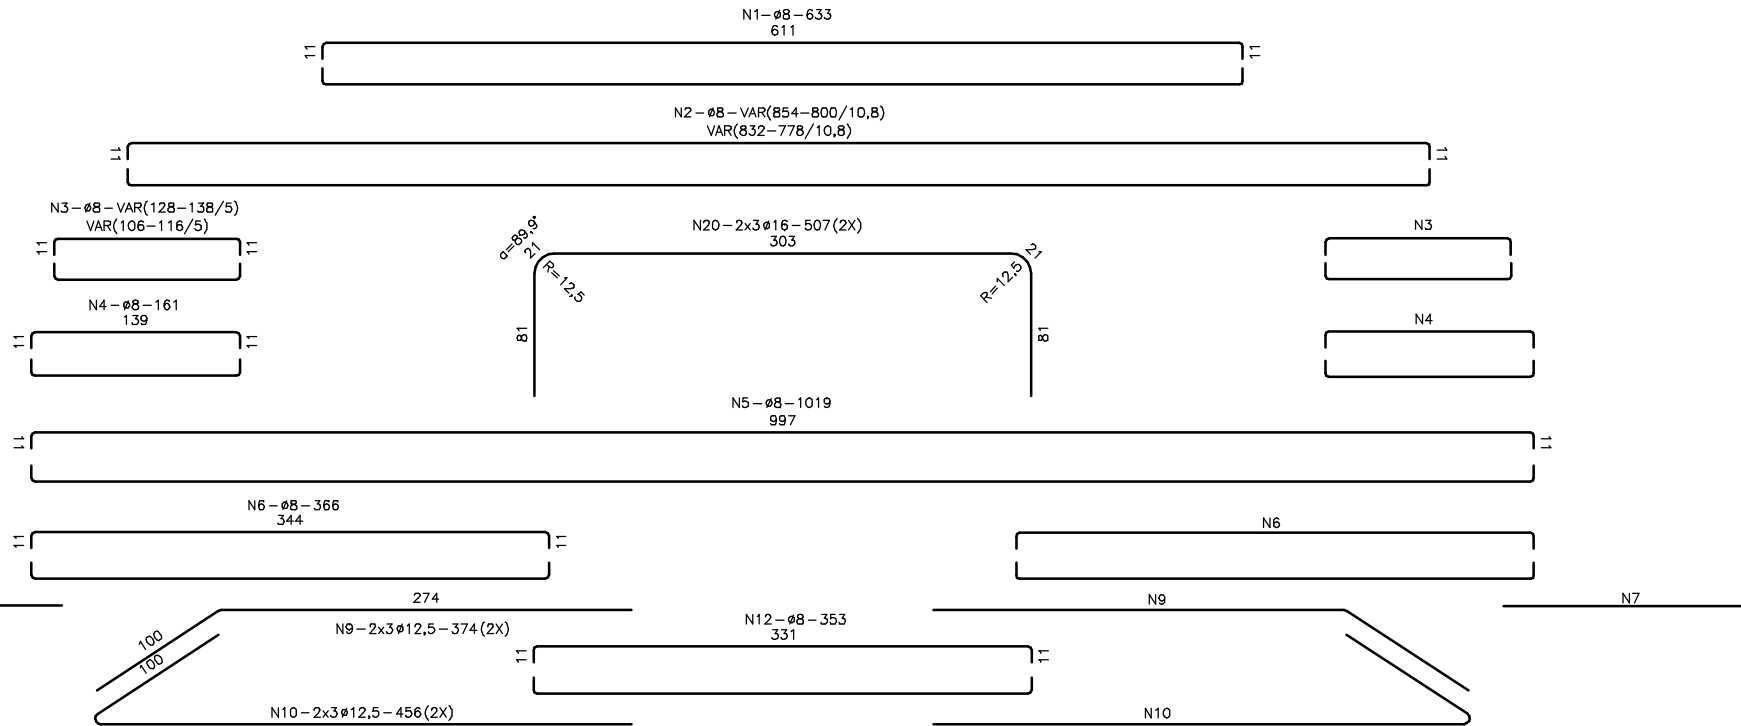 N1-ø8-633
611
11
11
N2-ø8-VAR(854-800/10,8)
VAR(832-778/10,8)
11
11
N3-ø8-VAR(128-138/5)
VAR(106-116/5)
11
11
a=89,9°
21
R=12,5
N20-2x3ø16-507(2X)
303
21
R=12,5
81
81
N3
N4-ø8-161
139
11
11
N4
N5-ø8-1019
997
11
11
N6-ø8-366
344
11
11
N6
274
N9-2x3ø12,5-374(2X)
100
100
N12-ø8-353
331
11
11
N9
N7
N10-2x3ø12,5-456(2X)
N10